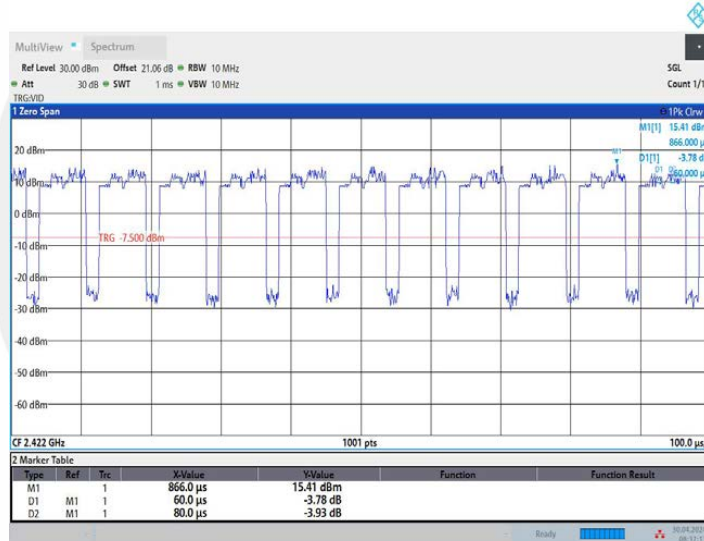 MultiView Spectrum
Ref Level 30.00 dBm Offset 21.06 dB RBW 10 MHz
SGL
Att 30 dB SWT 1 ms VBW 10 MHz
Count 1/1
TRG:VID
1 Zero Span
1Pk Clrw
M1[1] 15.41 dBm
866.000 µ
D1[1] -3.78 d
60.000 µ
M1
D1
20 dBm
10 dBm
0 dBm
TRG -7.500 dBm
-10 dBm
-20 dBm
-30 dBm
-40 dBm
-50 dBm
-60 dBm
CF 2.422 GHz 1001 pts 100.0 µs
2 Marker Table
Type Ref Trc X-Value Y-Value Function Function Result
M1 1 866.0 µs 15.41 dBm
D1 M1 1 60.0 µs -3.78 dB
D2 M1 1 80.0 µs -3.93 dB
Ready